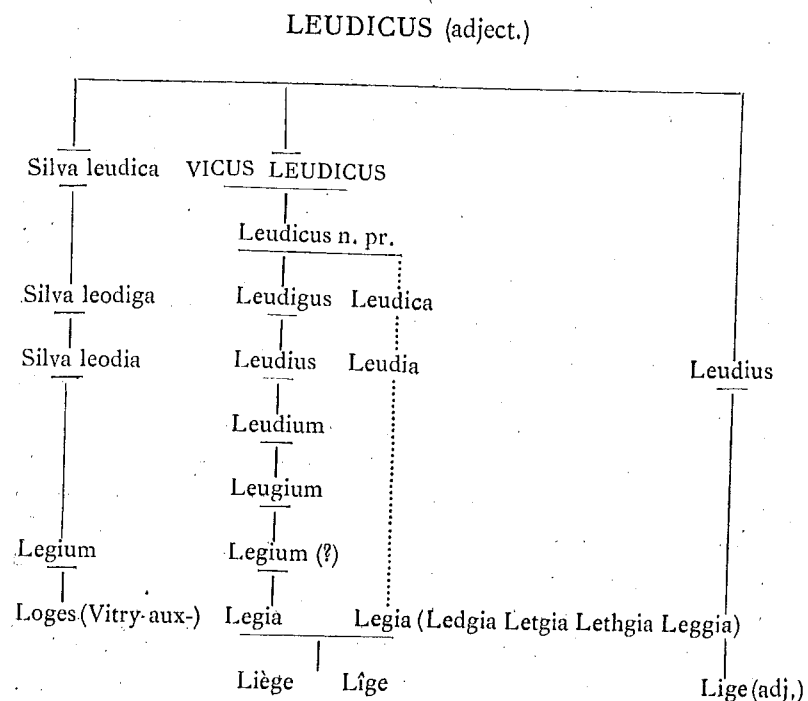 LEUDICUS (adject.)
Silva leudica VICUS LEUDICUS
Leudicus n. pr.
Silva leodiga Leudigus Leudica
Silva leodia Leudius Leudia Leudius
Leudium
Leugium
Legium Legium (?)
Loges (Vitry-aux-) Legia Legia (Ledgia Letgia Lethgia Leggia)
Liège Lîge Lige (adj.)